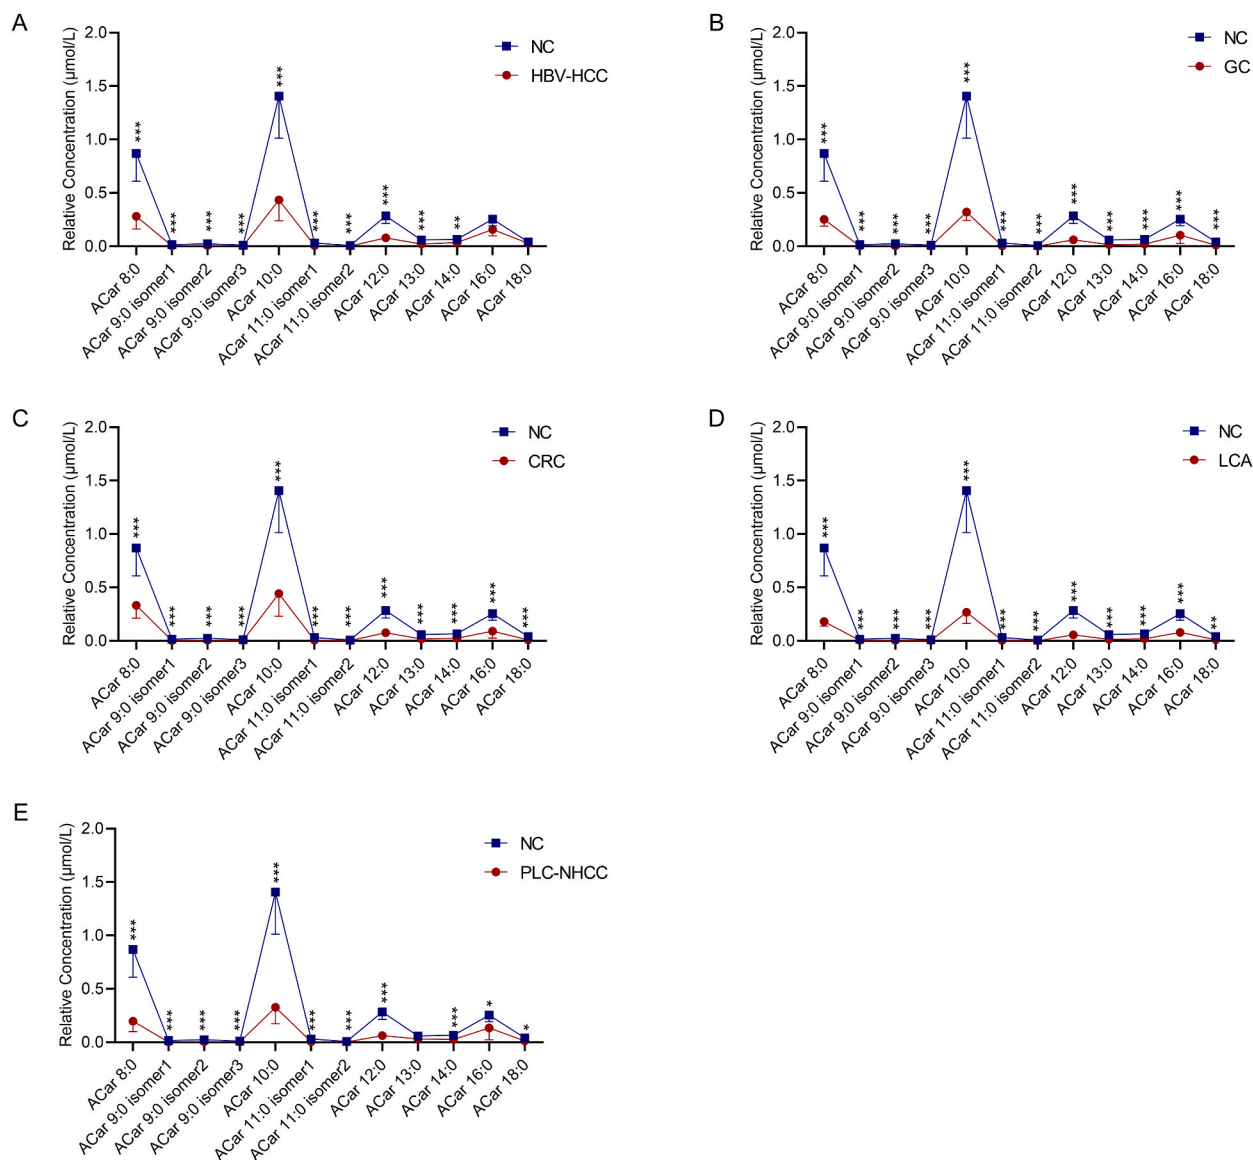 A
Relative Concentration (μmol/L)
2.0
1.5
1.0
0.5
0.0
NC
HBV-HCC
***
***
***
***
***
***
***
***
***
**
ACar 8:0
ACar 9:0 isomer1
ACar 9:0 isomer2
ACar 9:0 isomer3
ACar 10:0
ACar 11:0 isomer1
ACar 11:0 isomer2
ACar 12:0
ACar 13:0
ACar 14:0
ACar 16:0
ACar 18:0
B
Relative Concentration (μmol/L)
2.0
1.5
1.0
0.5
0.0
NC
GC
***
***
***
***
***
***
***
***
***
***
***
***
ACar 8:0
ACar 9:0 isomer1
ACar 9:0 isomer2
ACar 9:0 isomer3
ACar 10:0
ACar 11:0 isomer1
ACar 11:0 isomer2
ACar 12:0
ACar 13:0
ACar 14:0
ACar 16:0
ACar 18:0
C
Relative Concentration (μmol/L)
2.0
1.5
1.0
0.5
0.0
NC
CRC
***
***
***
***
***
***
***
***
***
***
***
***
ACar 8:0
ACar 9:0 isomer1
ACar 9:0 isomer2
ACar 9:0 isomer3
ACar 10:0
ACar 11:0 isomer1
ACar 11:0 isomer2
ACar 12:0
ACar 13:0
ACar 14:0
ACar 16:0
ACar 18:0
D
Relative Concentration (μmol/L)
2.0
1.5
1.0
0.5
0.0
NC
LCA
***
***
***
***
***
***
***
***
***
***
***
**
ACar 8:0
ACar 9:0 isomer1
ACar 9:0 isomer2
ACar 9:0 isomer3
ACar 10:0
ACar 11:0 isomer1
ACar 11:0 isomer2
ACar 12:0
ACar 13:0
ACar 14:0
ACar 16:0
ACar 18:0
E
Relative Concentration (μmol/L)
2.0
1.5
1.0
0.5
0.0
NC
PLC-NHCC
***
***
***
***
***
***
***
***
***
*
*
ACar 8:0
ACar 9:0 isomer1
ACar 9:0 isomer2
ACar 9:0 isomer3
ACar 10:0
ACar 11:0 isomer1
ACar 11:0 isomer2
ACar 12:0
ACar 13:0
ACar 14:0
ACar 16:0
ACar 18:0